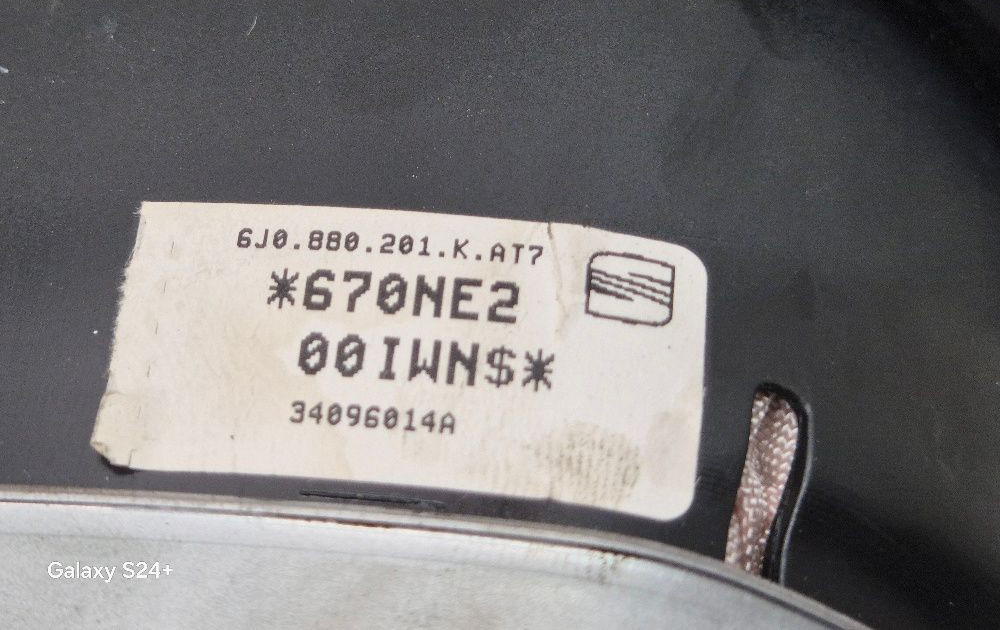 6J0.880.201.K.AT7
*670NE2
00IWN$*
34096014A
Galaxy S24+